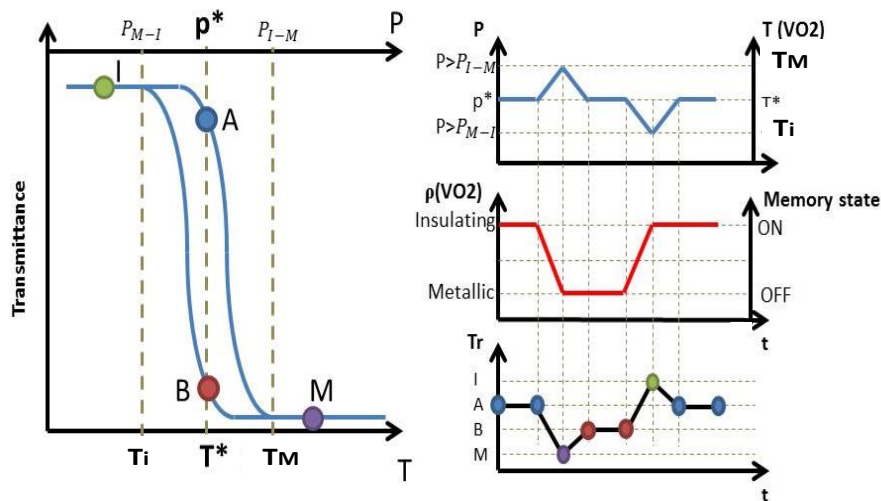 P_{M-I} p* P_{I-M} P
I
A
B
M
Transmittance
Ti T* TM T
P T (VO2)
P>P_{I-M} TM
p* T*
P>P_{M-I} Ti
ρ(VO2) Memory state
Insulating ON
Metallic OFF
t
Tr
I
A
B
M
t